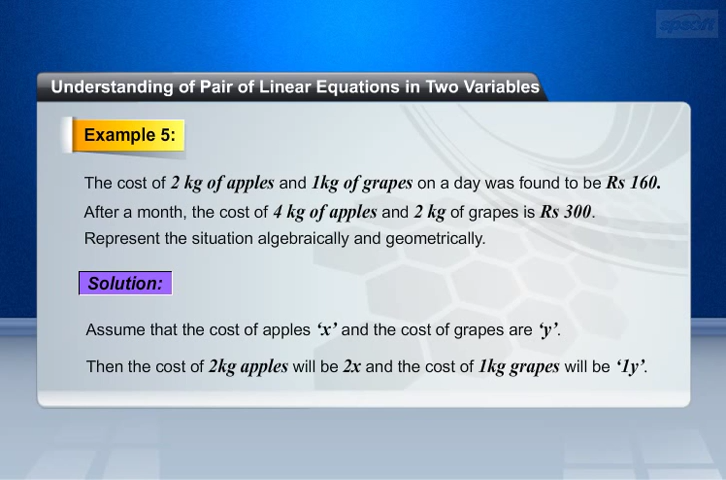 spsoft
Understanding of Pair of Linear Equations in Two Variables
Example 5:
The cost of 2 kg of apples and 1kg of grapes on a day was found to be Rs 160.
After a month, the cost of 4 kg of apples and 2 kg of grapes is Rs 300.
Represent the situation algebraically and geometrically.
Solution:
Assume that the cost of apples ‘x’ and the cost of grapes are ‘y’.
Then the cost of 2kg apples will be 2x and the cost of 1kg grapes will be ‘1y’.